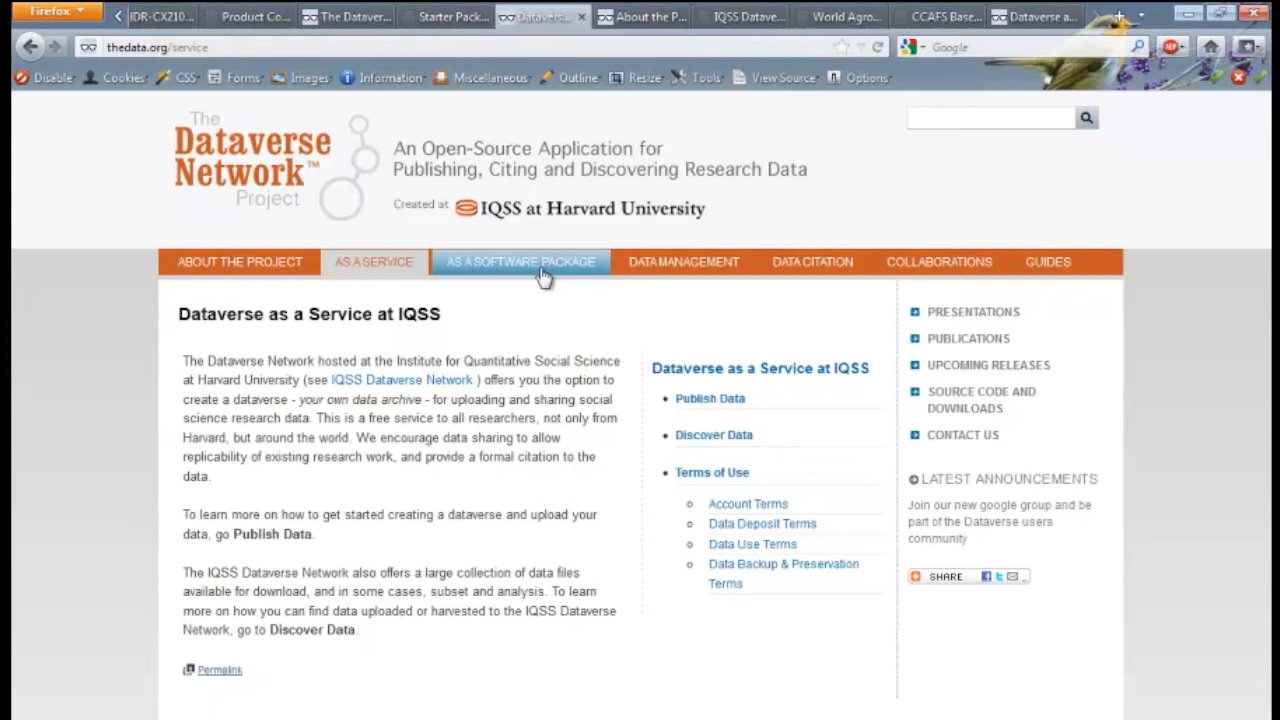 Firefox
IDR-CX210...
Product Co...
The Dataver...
Starter Pack...
Datavers...
About the P...
IQSS Datave...
World Agro...
CCAFS Base...
Dataverse a...
thedata.org/service
Google
Disable
Cookies
CSS
Forms
Images
Information
Miscellaneous
Outline
Resize
Tools
View Source
Options
The
Dataverse
Network™
Project
An Open-Source Application for
Publishing, Citing and Discovering Research Data
Created at IQSS at Harvard University
ABOUT THE PROJECT
AS A SERVICE
AS A SOFTWARE PACKAGE
DATA MANAGEMENT
DATA CITATION
COLLABORATIONS
GUIDES
Dataverse as a Service at IQSS
The Dataverse Network hosted at the Institute for Quantitative Social Science
at Harvard University (see IQSS Dataverse Network ) offers you the option to
create a dataverse - your own data archive - for uploading and sharing social
science research data. This is a free service to all researchers, not only from
Harvard, but around the world. We encourage data sharing to allow
replicability of existing research work, and provide a formal citation to the
data.
To learn more on how to get started creating a dataverse and upload your
data, go Publish Data.
The IQSS Dataverse Network also offers a large collection of data files
available for download, and in some cases, subset and analysis. To learn
more on how you can find data uploaded or harvested to the IQSS Dataverse
Network, go to Discover Data.
Permalink
Dataverse as a Service at IQSS
Publish Data
Discover Data
Terms of Use
Account Terms
Data Deposit Terms
Data Use Terms
Data Backup & Preservation
Terms
PRESENTATIONS
PUBLICATIONS
UPCOMING RELEASES
SOURCE CODE AND
DOWNLOADS
CONTACT US
LATEST ANNOUNCEMENTS
Join our new google group and be
part of the Dataverse users
community
SHARE